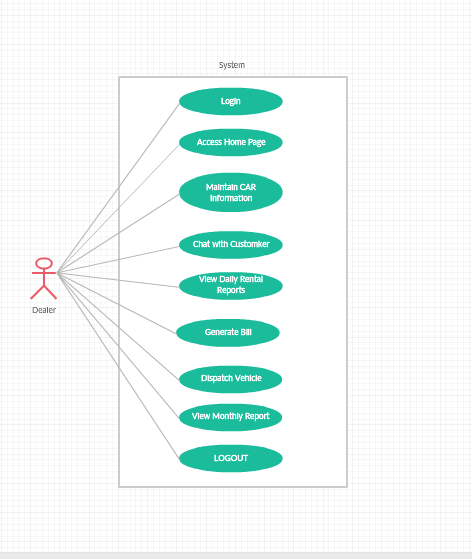 System
Login
Access Home Page
Maintain CAR
Information
Chat with Customker
View Daily Rental
Reports
Dealer
Generate Bill
Dispatch Vehicle
View Monthly Report
LOGOUT